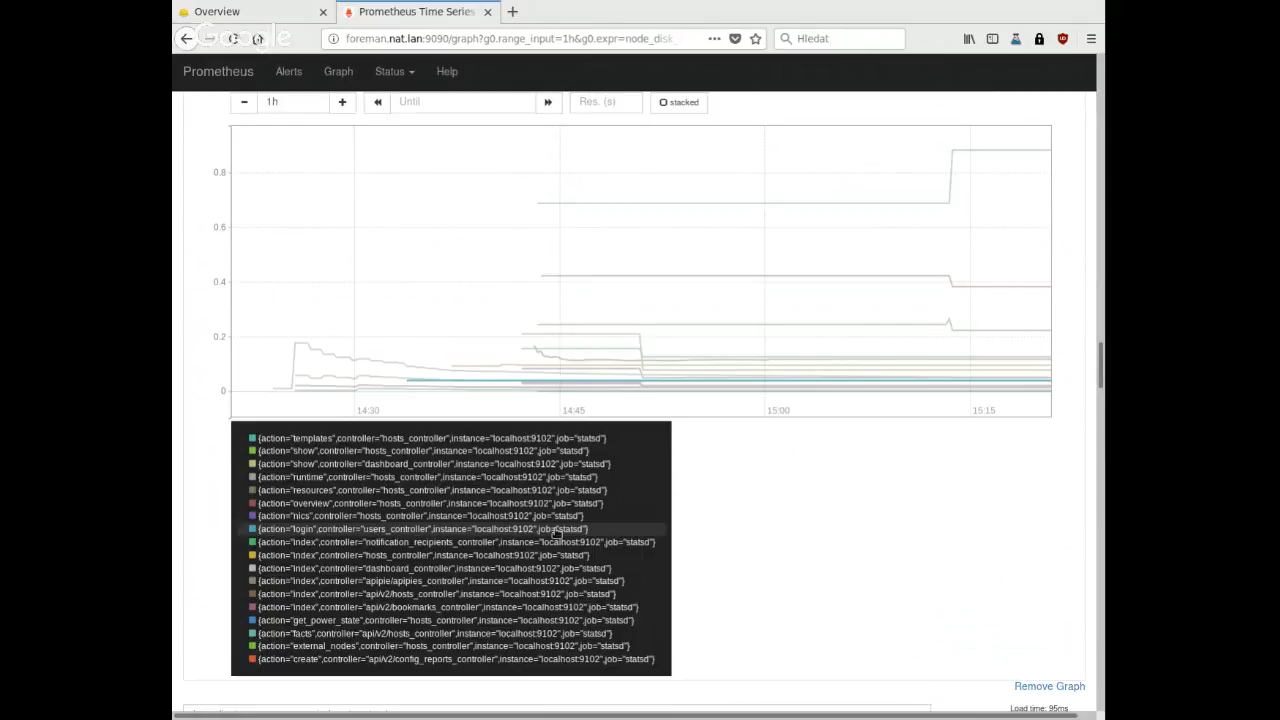 Overview
Prometheus Time Series
Google
foreman.nat.lan:9090/graph?g0.range_input=1h&g0.expr=node_disk_
Hledat
Prometheus Alerts Graph Status Help
1h Until Res. (s) stacked
0.8
0.6
0.4
0.2
0
14:30 14:45 15:00 15:15
{action="templates",controller="hosts_controller",instance="localhost:9102",job="statsd"}
{action="show",controller="hosts_controller",instance="localhost:9102",job="statsd"}
{action="show",controller="dashboard_controller",instance="localhost:9102",job="statsd"}
{action="runtime",controller="hosts_controller",instance="localhost:9102",job="statsd"}
{action="resources",controller="hosts_controller",instance="localhost:9102",job="statsd"}
{action="overview",controller="hosts_controller",instance="localhost:9102",job="statsd"}
{action="nics",controller="hosts_controller",instance="localhost:9102",job="statsd"}
{action="login",controller="users_controller",instance="localhost:9102",job="statsd"}
{action="index",controller="notification_recipients_controller",instance="localhost:9102",job="statsd"}
{action="index",controller="hosts_controller",instance="localhost:9102",job="statsd"}
{action="index",controller="dashboard_controller",instance="localhost:9102",job="statsd"}
{action="index",controller="apipie/apipies_controller",instance="localhost:9102",job="statsd"}
{action="index",controller="api/v2/hosts_controller",instance="localhost:9102",job="statsd"}
{action="index",controller="api/v2/bookmarks_controller",instance="localhost:9102",job="statsd"}
{action="get_power_state",controller="hosts_controller",instance="localhost:9102",job="statsd"}
{action="facts",controller="api/v2/hosts_controller",instance="localhost:9102",job="statsd"}
{action="external_nodes",controller="hosts_controller",instance="localhost:9102",job="statsd"}
{action="create",controller="api/v2/config_reports_controller",instance="localhost:9102",job="statsd"}
Remove Graph
Load time: 95ms